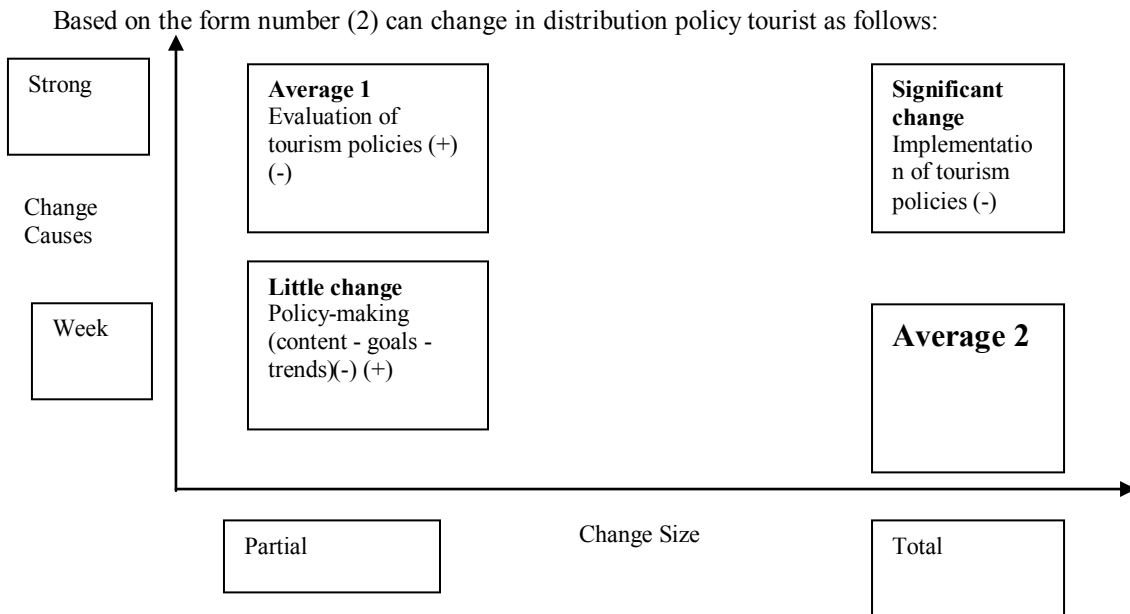 Based on the form number (2) can change in distribution policy tourist as follows:
Strong
Average 1
Evaluation of
tourism policies (+)
(-)
Significant
change
Implementatio
n of tourism
policies (-)
Change
Causes
Little change
Policy-making
(content - goals -
trends)(-) (+)
Week
Average 2
Partial
Change Size
Total